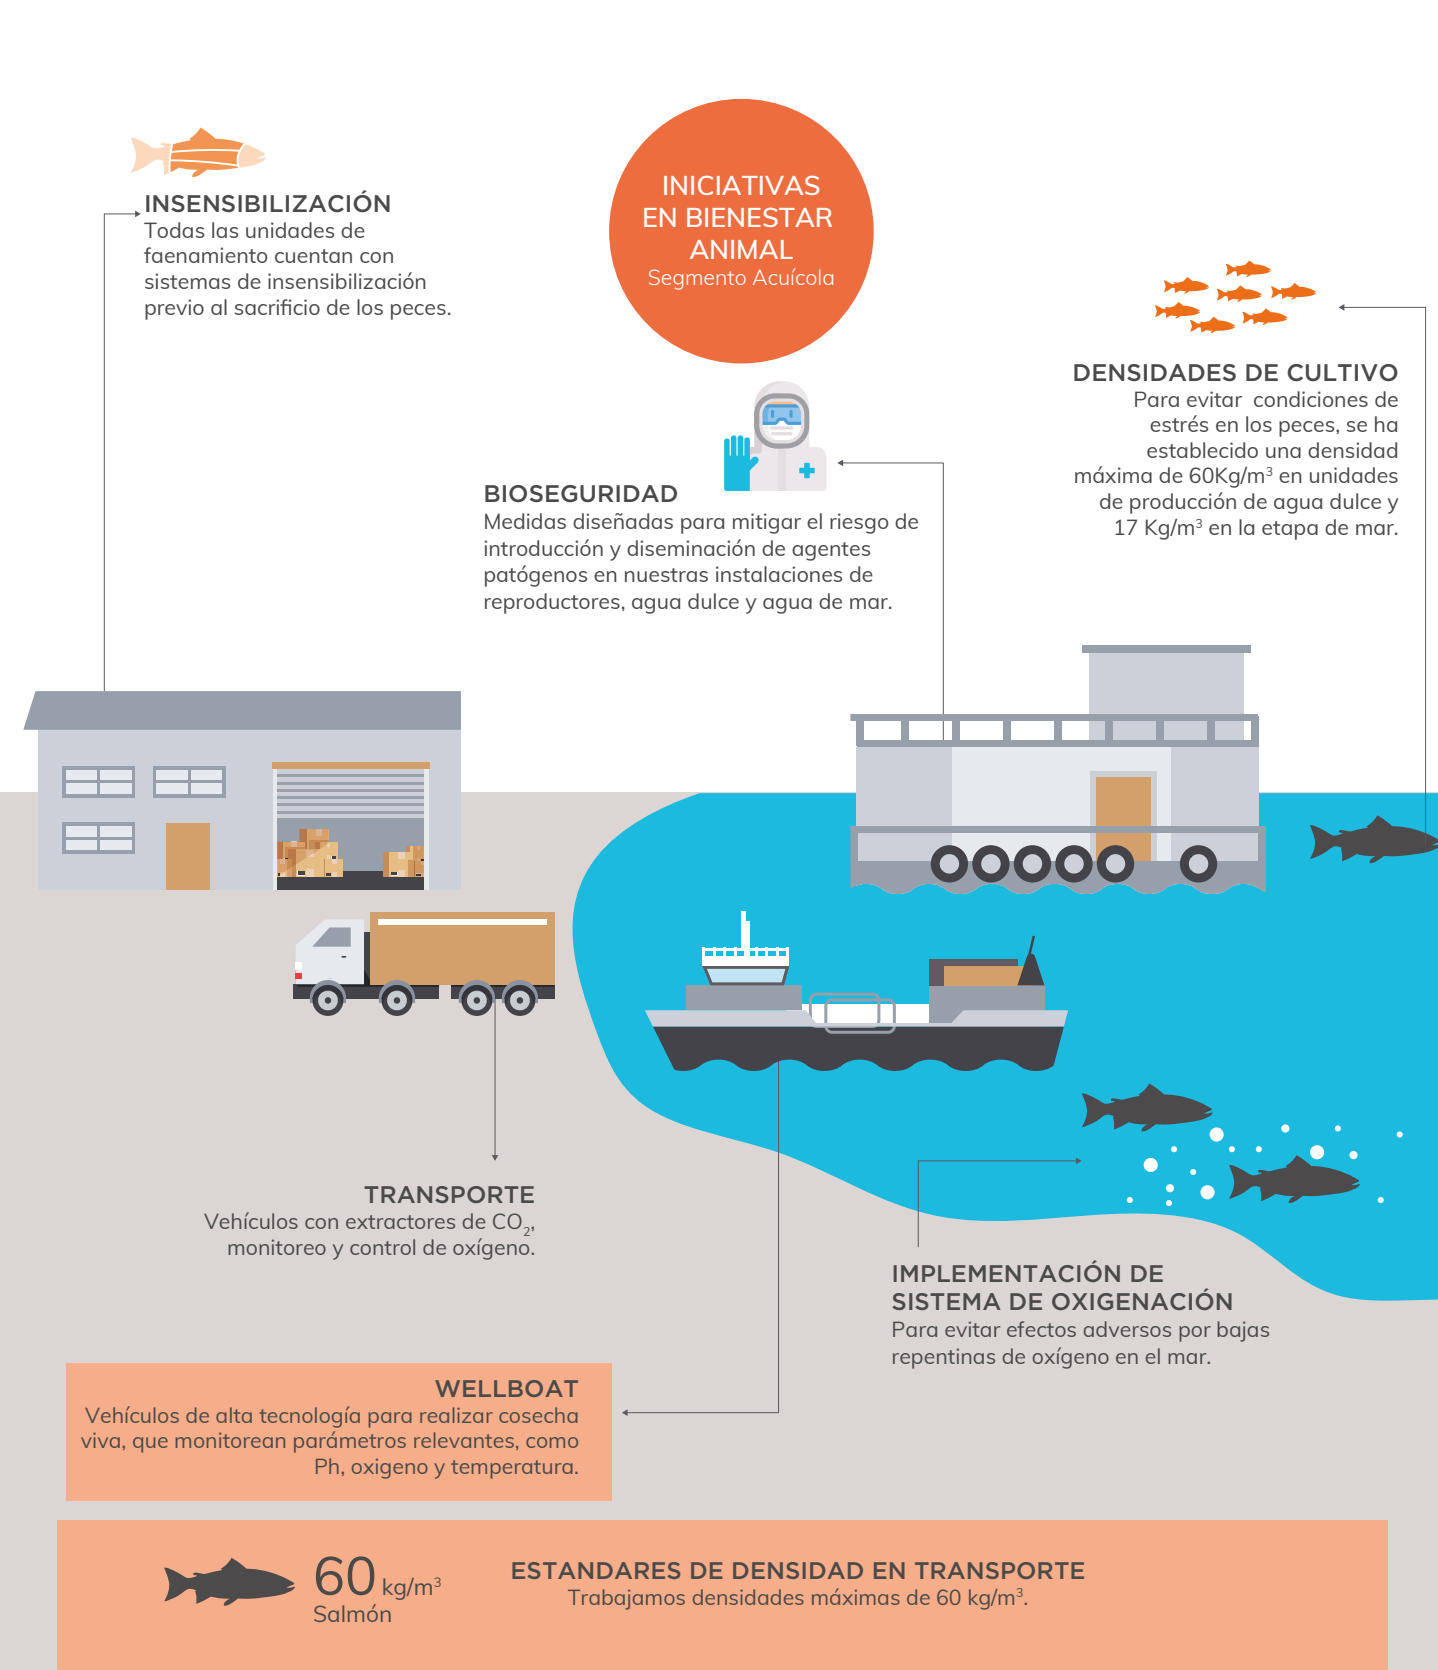 INICIATIVAS
EN BIENESTAR
ANIMAL
Segmento Acuícola
INSENSIBILIZACIÓN
Todas las unidades de
faenamiento cuentan con
sistemas de insensibilización
previo al sacrificio de los peces.
DENSIDADES DE CULTIVO
Para evitar condiciones de
estrés en los peces, se ha
establecido una densidad
máxima de 60Kg/m³ en unidades
de producción de agua dulce y
17 Kg/m³ en la etapa de mar.
BIOSEGURIDAD
Medidas diseñadas para mitigar el riesgo de
introducción y diseminación de agentes
patógenos en nuestras instalaciones de
reproductores, agua dulce y agua de mar.
TRANSPORTE
Vehículos con extractores de CO₂,
monitoreo y control de oxígeno.
IMPLEMENTACIÓN DE
SISTEMA DE OXIGENACIÓN
Para evitar efectos adversos por bajas
repentinas de oxígeno en el mar.
WELLBOAT
Vehículos de alta tecnología para realizar cosecha
viva, que monitorean parámetros relevantes, como
Ph, oxigeno y temperatura.
60 kg/m³
Salmón
ESTANDARES DE DENSIDAD EN TRANSPORTE
Trabajamos densidades máximas de 60 kg/m³.